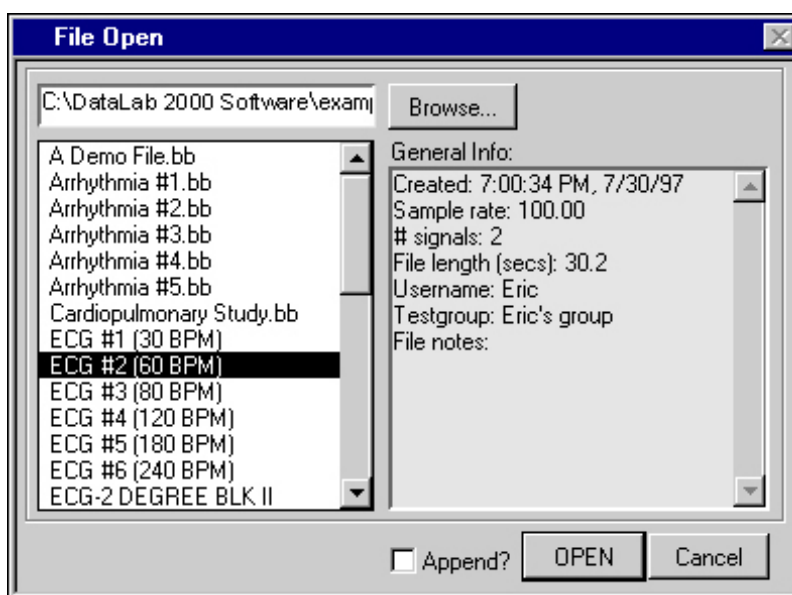 File Open
C:\DataLab 2000 Software\examp
Browse...
A Demo File.bb
Arrhythmia #1.bb
Arrhythmia #2.bb
Arrhythmia #3.bb
Arrhythmia #4.bb
Arrhythmia #5.bb
Cardiopulmonary Study.bb
ECG #1 (30 BPM)
ECG #2 (60 BPM)
ECG #3 (80 BPM)
ECG #4 (120 BPM)
ECG #5 (180 BPM)
ECG #6 (240 BPM)
ECG-2 DEGREE BLK II
General Info:
Created: 7:00:34 PM, 7/30/97
Sample rate: 100.00
# signals: 2
File length (secs): 30.2
Username: Eric
Testgroup: Eric's group
File notes:
Append?
OPEN
Cancel